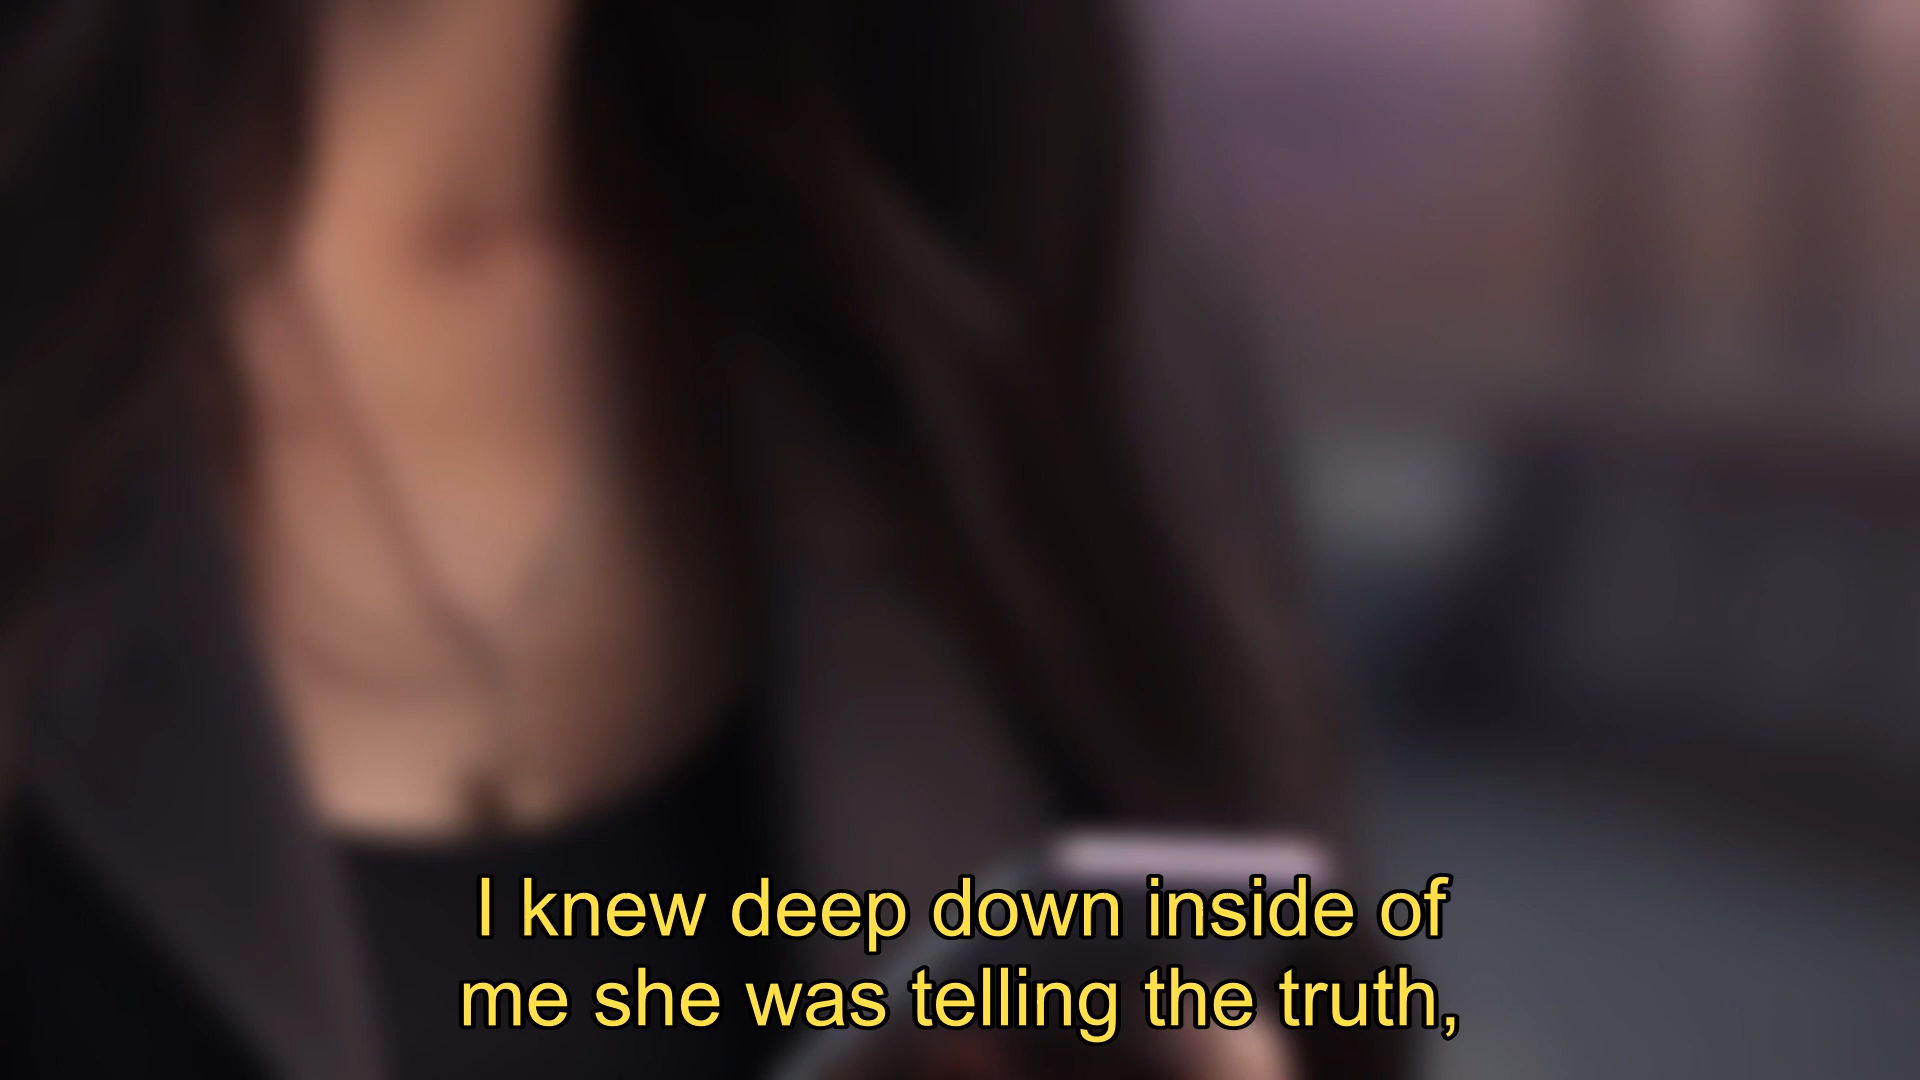 I knew deep down inside of
me she was telling the truth,